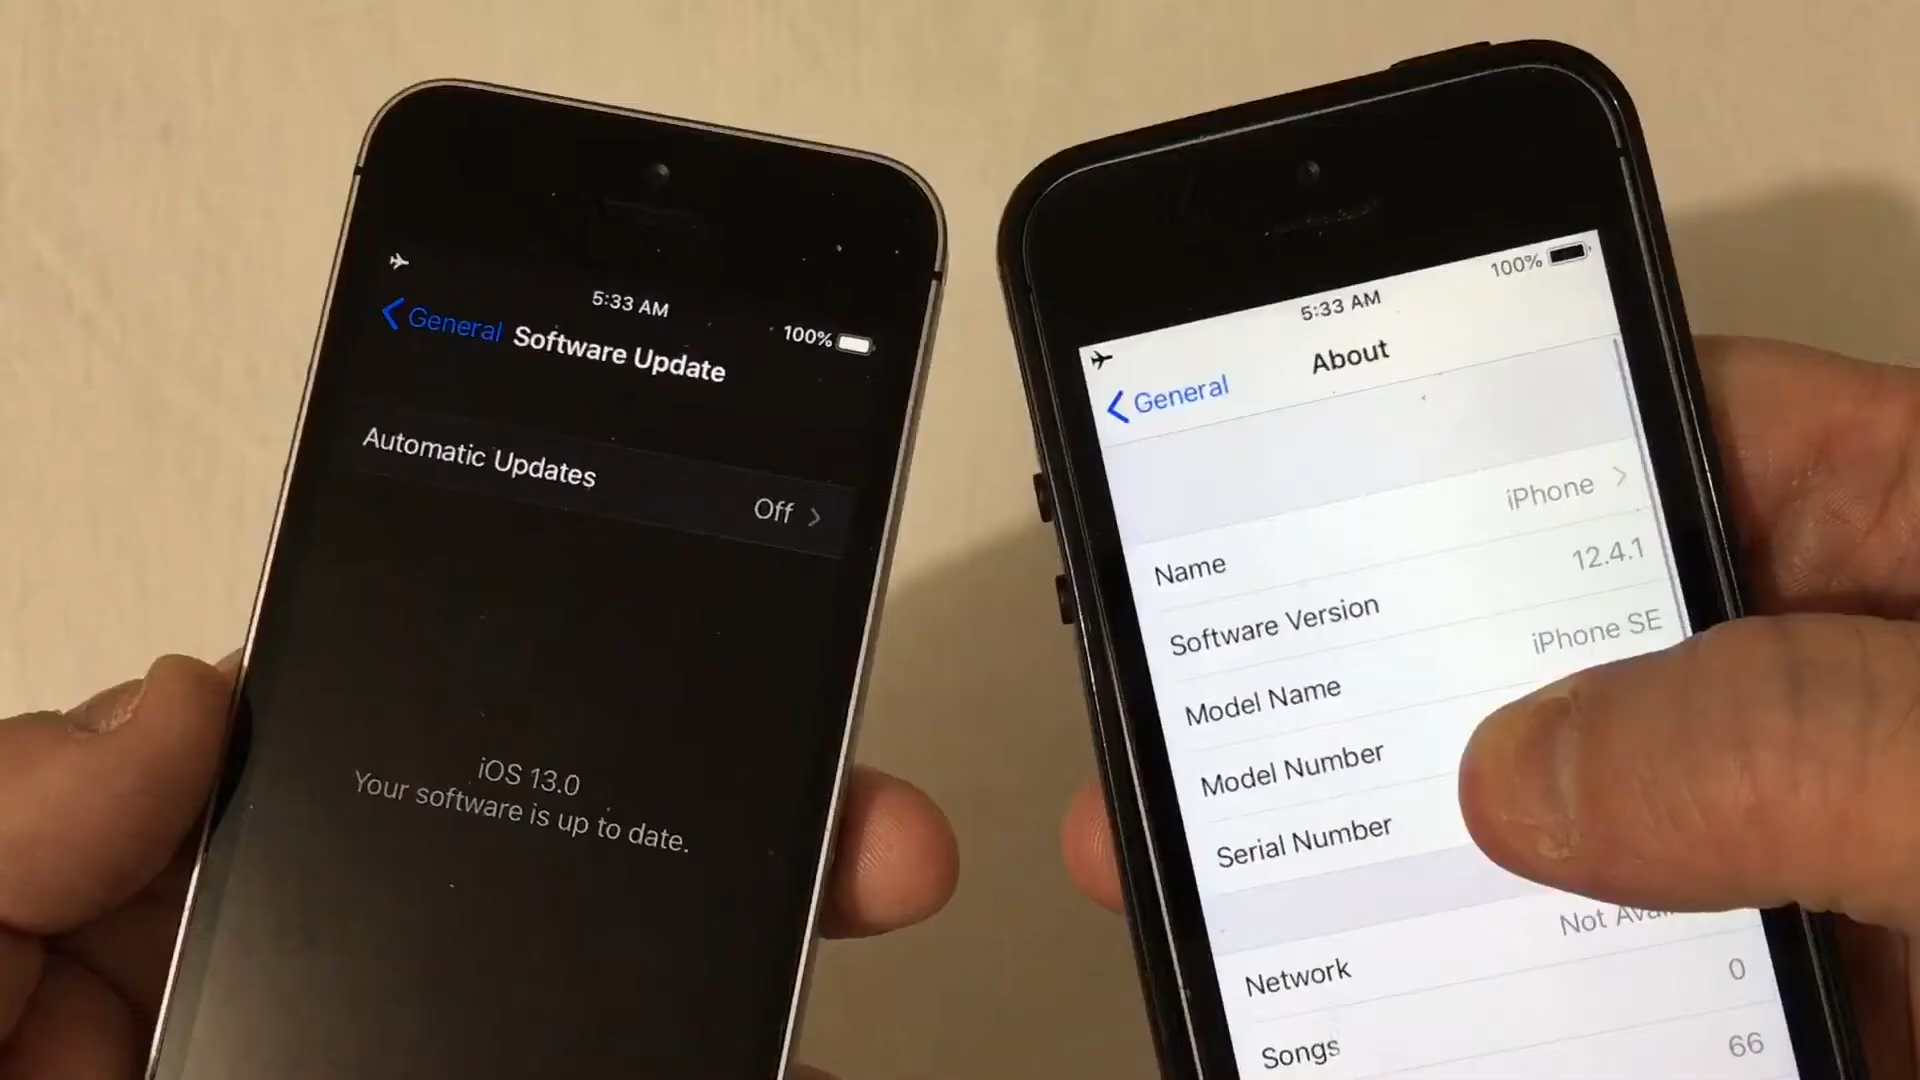 5:33 AM
100%
General
Software Update
Automatic Updates
Off
iOS 13.0
Your software is up to date.
5:33 AM
100%
General
About
Name
iPhone
Software Version
12.4.1
Model Name
iPhone SE
Model Number
Serial Number
Network
Not Avai
Songs
0
66